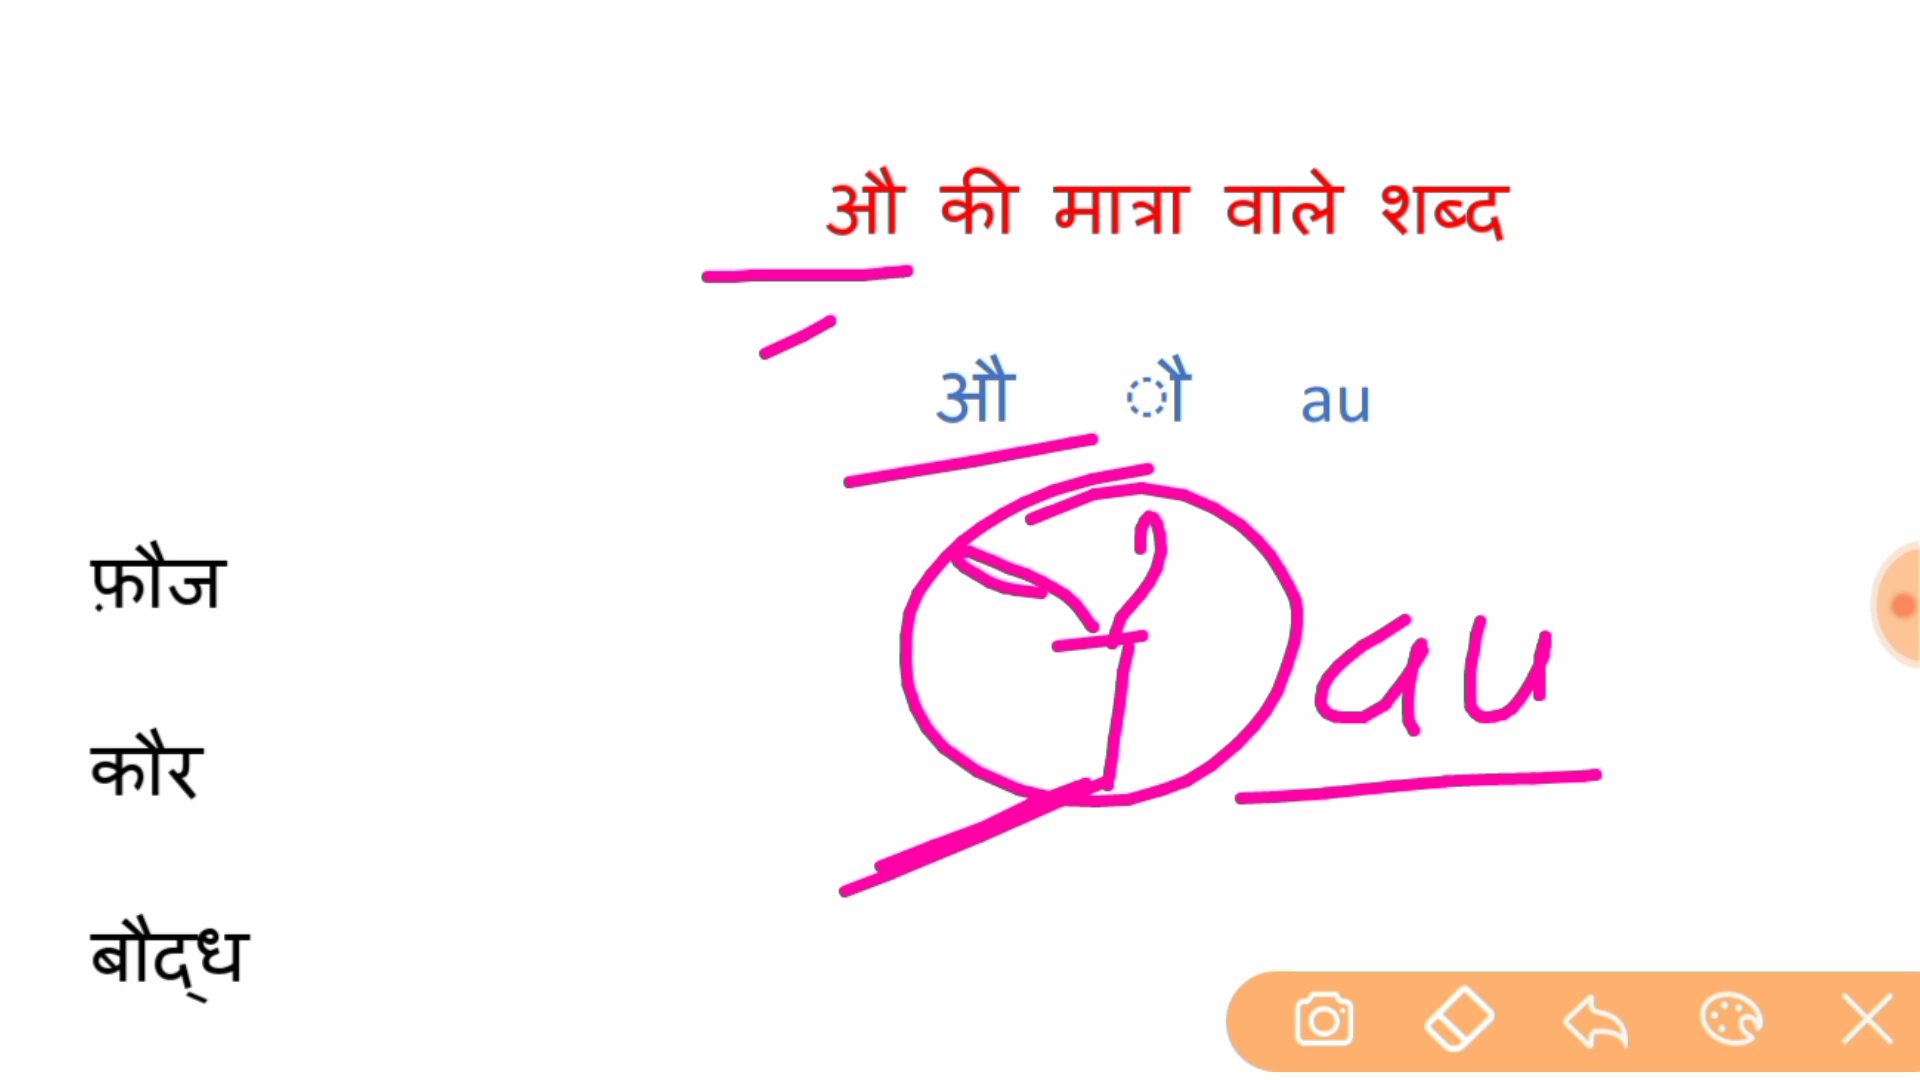 औ की मात्रा वाले शब्द
औ ौ au
ौ au
फ़ौज
कौर
बौद्‌ध